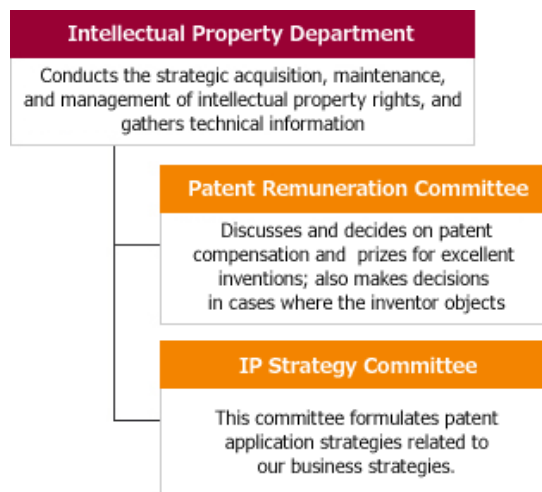 Intellectual Property Department
Conducts the strategic acquisition, maintenance,
and management of intellectual property rights, and
gathers technical information
Patent Remuneration Committee
Discusses and decides on patent
compensation and prizes for excellent
inventions; also makes decisions
in cases where the inventor objects
IP Strategy Committee
This committee formulates patent
application strategies related to
our business strategies.